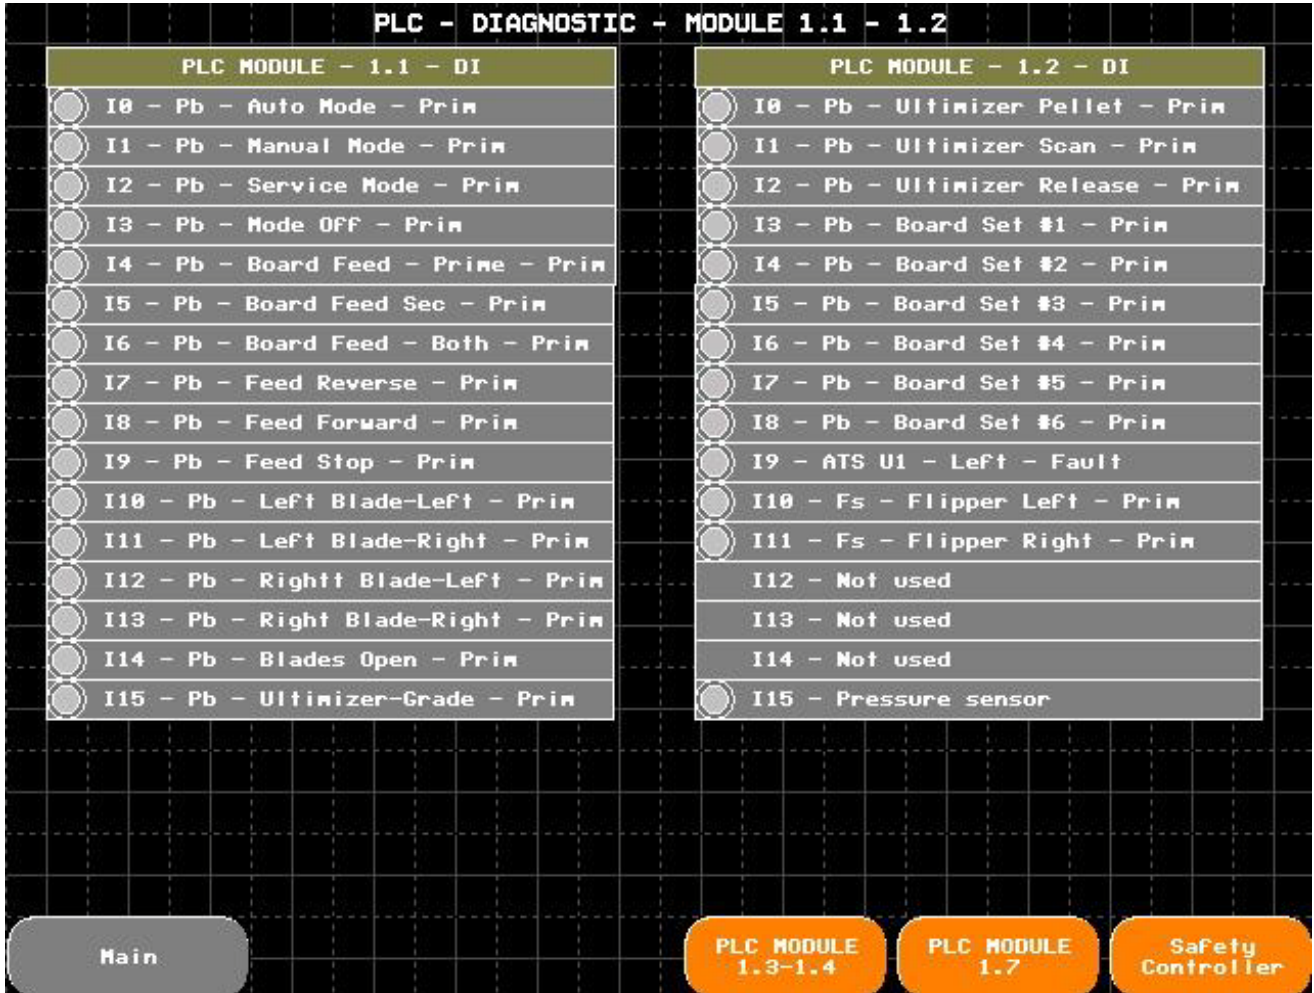 PLC - DIAGNOSTIC - MODULE 1.1 - 1.2
PLC MODULE - 1.1 - DI
I0 - Pb - Auto Mode - Prim
I1 - Pb - Manual Mode - Prim
I2 - Pb - Service Mode - Prim
I3 - Pb - Mode Off - Prim
I4 - Pb - Board Feed - Prime - Prim
I5 - Pb - Board Feed Sec - Prim
I6 - Pb - Board Feed - Both - Prim
I7 - Pb - Feed Reverse - Prim
I8 - Pb - Feed Forward - Prim
I9 - Pb - Feed Stop - Prim
I10 - Pb - Left Blade-Left - Prim
I11 - Pb - Left Blade-Right - Prim
I12 - Pb - Rightt Blade-Left - Prim
I13 - Pb - Right Blade-Right - Prim
I14 - Pb - Blades Open - Prim
I15 - Pb - Ultimizer-Grade - Prim
PLC MODULE - 1.2 - DI
I0 - Pb - Ultimizer Pellet - Prim
I1 - Pb - Ultimizer Scan - Prim
I2 - Pb - Ultimizer Release - Prim
I3 - Pb - Board Set #1 - Prim
I4 - Pb - Board Set #2 - Prim
I5 - Pb - Board Set #3 - Prim
I6 - Pb - Board Set #4 - Prim
I7 - Pb - Board Set #5 - Prim
I8 - Pb - Board Set #6 - Prim
I9 - ATS U1 - Left - Fault
I10 - Fs - Flipper Left - Prim
I11 - Fs - Flipper Right - Prim
I12 - Not used
I13 - Not used
I14 - Not used
I15 - Pressure sensor
Main
PLC MODULE
1.3-1.4
PLC MODULE
1.7
Safety
Controller